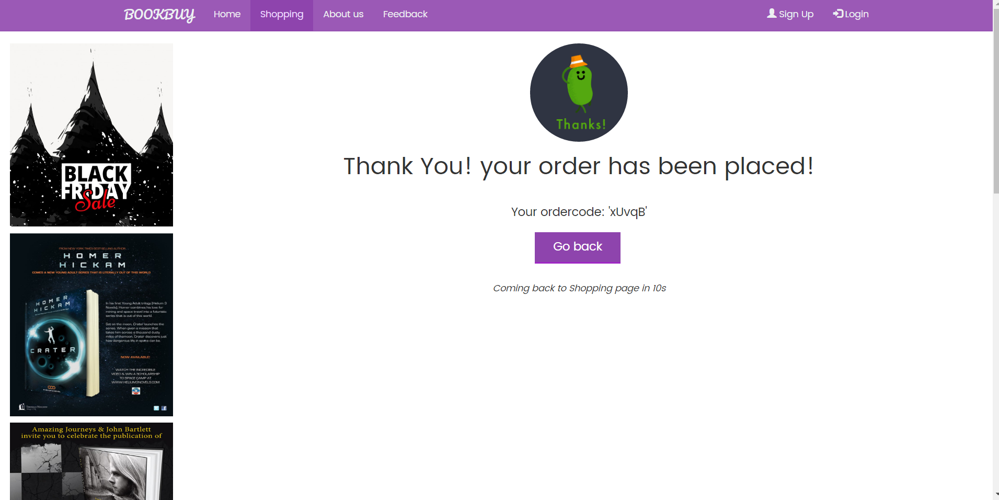 BOOKBUY
Home
Shopping
About us
Feedback
Sign Up
Login
BLACK
FRIDAY
Sale
FROM NEW YORK TIMES BEST-SELLING AUTHOR...
HOMER
HICKAM
COMES A NEW YOUNG ADULT SERIES THAT IS LITERALLY OUT OF THIS WORLD
HOMER
HICKAM
CRATER
In his first Young Adult trilogy (Helium 3
Novels), Homer combines his love for
mining and space travel into a futuristic
series that is out of this world.
Set on the moon, Crater launches the
series. When given a mission that
takes him across a thousand dusty
miles of themoon, Crater discovers just
how dangerous life in space can be.
NOW AVAILABLE!
WATCH THE INCREDIBLE
VIDEO & WIN A SCHOLARSHIP
TO SPACE CAMP AT
WWW.HELIUM3NOVELS.COM
THOMAS NELSON
Amazing Journeys & John Bartlett
invite you to celebrate the publication of
Thanks!
Thank You! your order has been placed!
Your ordercode: 'xUvqB'
Go back
Coming back to Shopping page in 10s